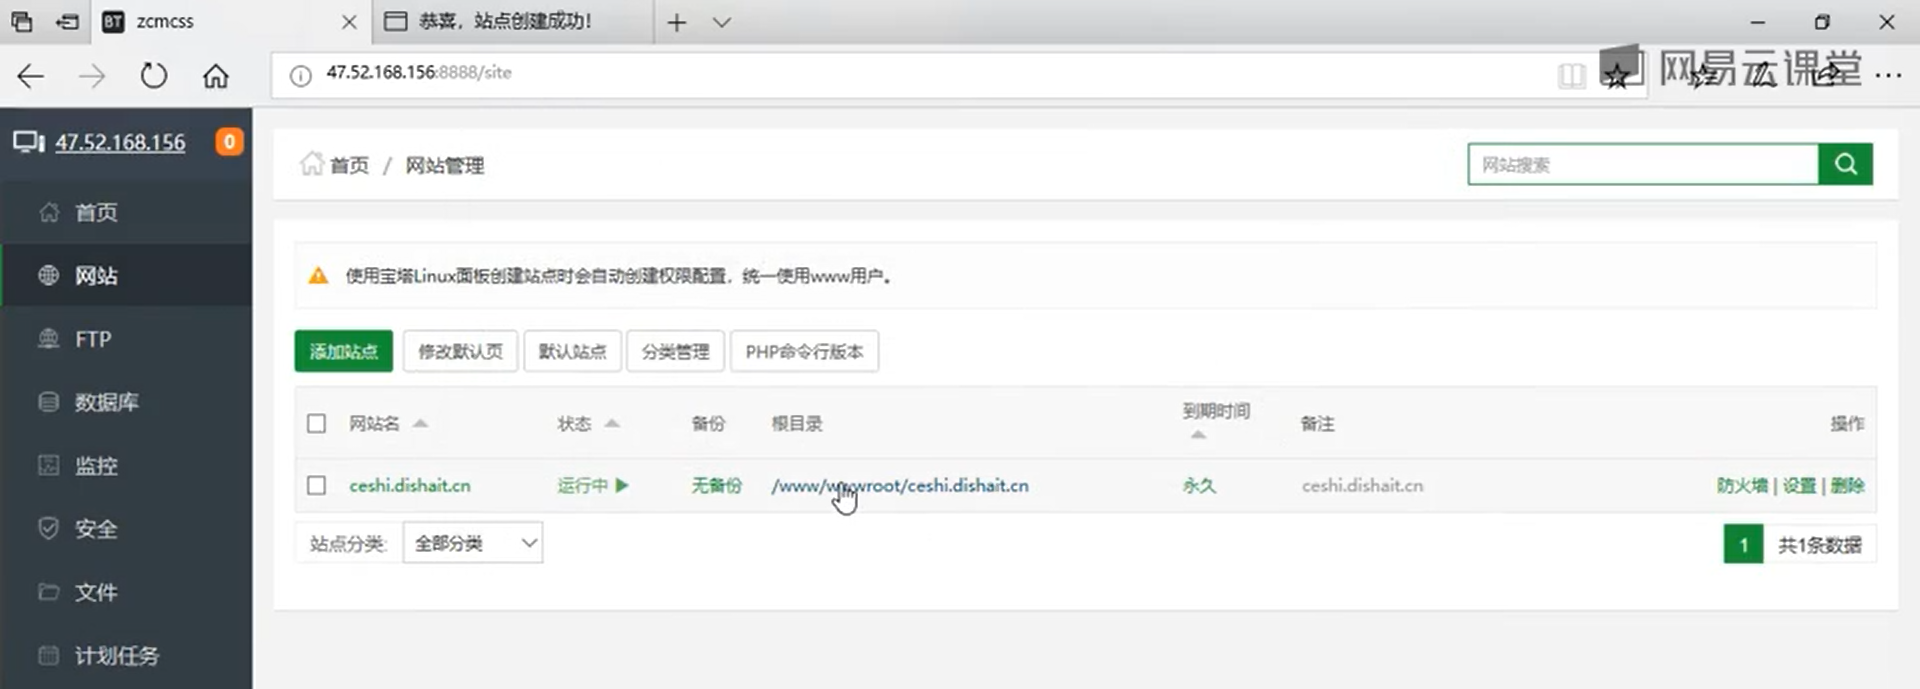 BT zcmcss
恭喜，站点创建成功!
47.52.168.156:8888/site
网易云课堂
47.52.168.156 0
首页 / 网站管理
网站搜索
首页
网站
FTP
数据库
监控
安全
文件
计划任务
使用宝塔Linux面板创建站点时会自动创建权限配置，统一使用www用户。
添加站点 修改默认页 默认站点 分类管理 PHP命令行版本
网站名 状态 备份 根目录 到期时间 备注 操作
ceshi.dishait.cn 运行中 无备份 /www/wwwroot/ceshi.dishait.cn 永久 ceshi.dishait.cn 防火墙 | 设置 | 删除
站点分类: 全部分类 1 共1条数据